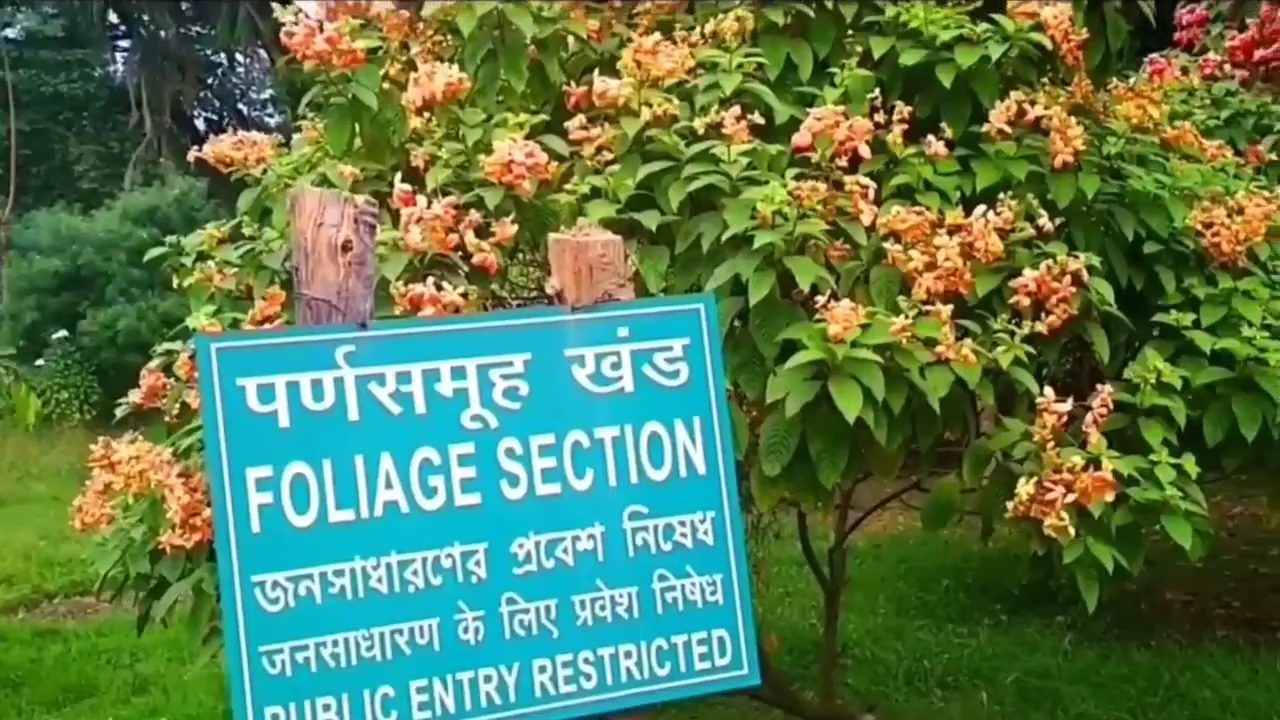 पर्णसमूह खंड
FOLIAGE SECTION
জনসাধারণের প্রবেশ নিষেধ
जनसाधारण के लिए प्रवेश निषेध
PUBLIC ENTRY RESTRICTED